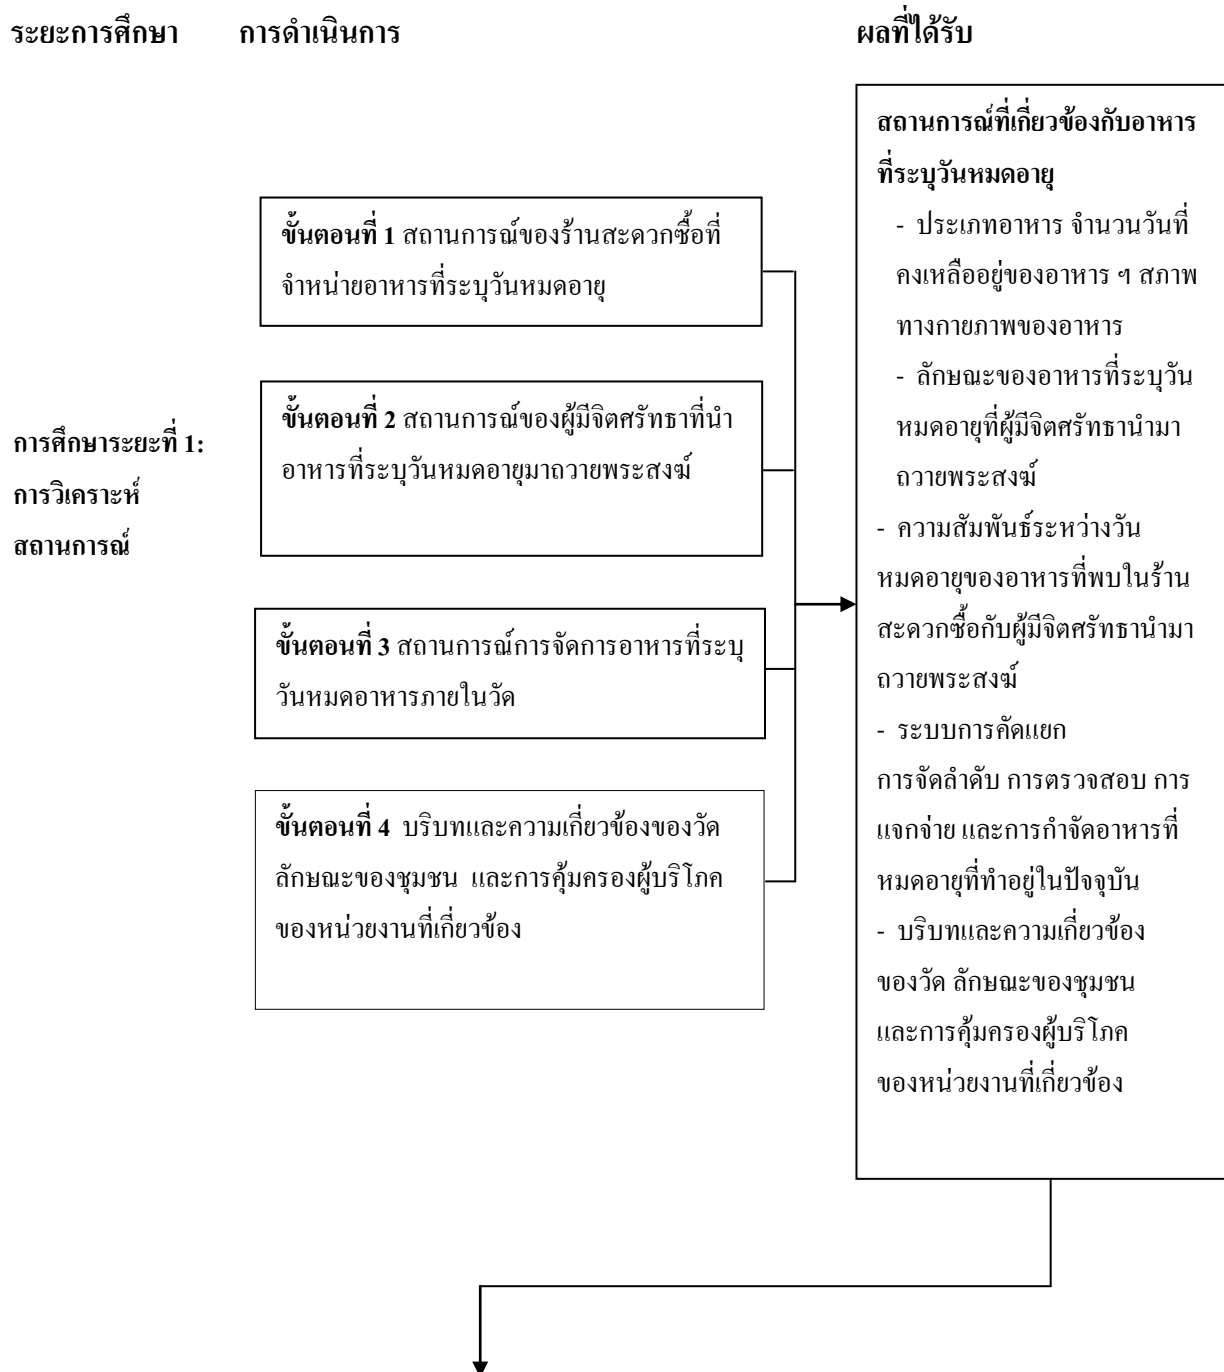 ระยะการศึกษา การดำเนินการ ผลที่ได้รับ
การศึกษาระยะที่ 1:
การวิเคราะห์
สถานการณ์
ขั้นตอนที่ 1 สถานการณ์ของร้านสะดวกซื้อที่
จำหน่ายอาหารที่ระบุวันหมดอายุ
ขั้นตอนที่ 2 สถานการณ์ของผู้มีจิตศรัทธาที่นำ
อาหารที่ระบุวันหมดอายุมาถวายพระสงฆ์
ขั้นตอนที่ 3 สถานการณ์การจัดการอาหารที่ระบุ
วันหมดอาหารภายในวัด
ขั้นตอนที่ 4 บริบทและความเกี่ยวข้องของวัด
ลักษณะของชุมชน และการคุ้มครองผู้บริโภค
ของหน่วยงานที่เกี่ยวข้อง
สถานการณ์ที่เกี่ยวข้องกับอาหาร
ที่ระบุวันหมดอายุ
- ประเภทอาหาร จำนวนวันที่
คงเหลืออยู่ของอาหาร ฯ สภาพ
ทางกายภาพของอาหาร
- ลักษณะของอาหารที่ระบุวัน
หมดอายุที่ผู้มีจิตศรัทธานำมา
ถวายพระสงฆ์
- ความสัมพันธ์ระหว่างวัน
หมดอายุของอาหารที่พบในร้าน
สะดวกซื้อกับผู้มีจิตศรัทธานำมา
ถวายพระสงฆ์
- ระบบการคัดแยก
การจัดลำดับ การตรวจสอบ การ
แจกจ่าย และการกำจัดอาหารที่
หมดอายุที่ทำอยู่ในปัจจุบัน
- บริบทและความเกี่ยวข้อง
ของวัด ลักษณะของชุมชน
และการคุ้มครองผู้บริโภค
ของหน่วยงานที่เกี่ยวข้อง